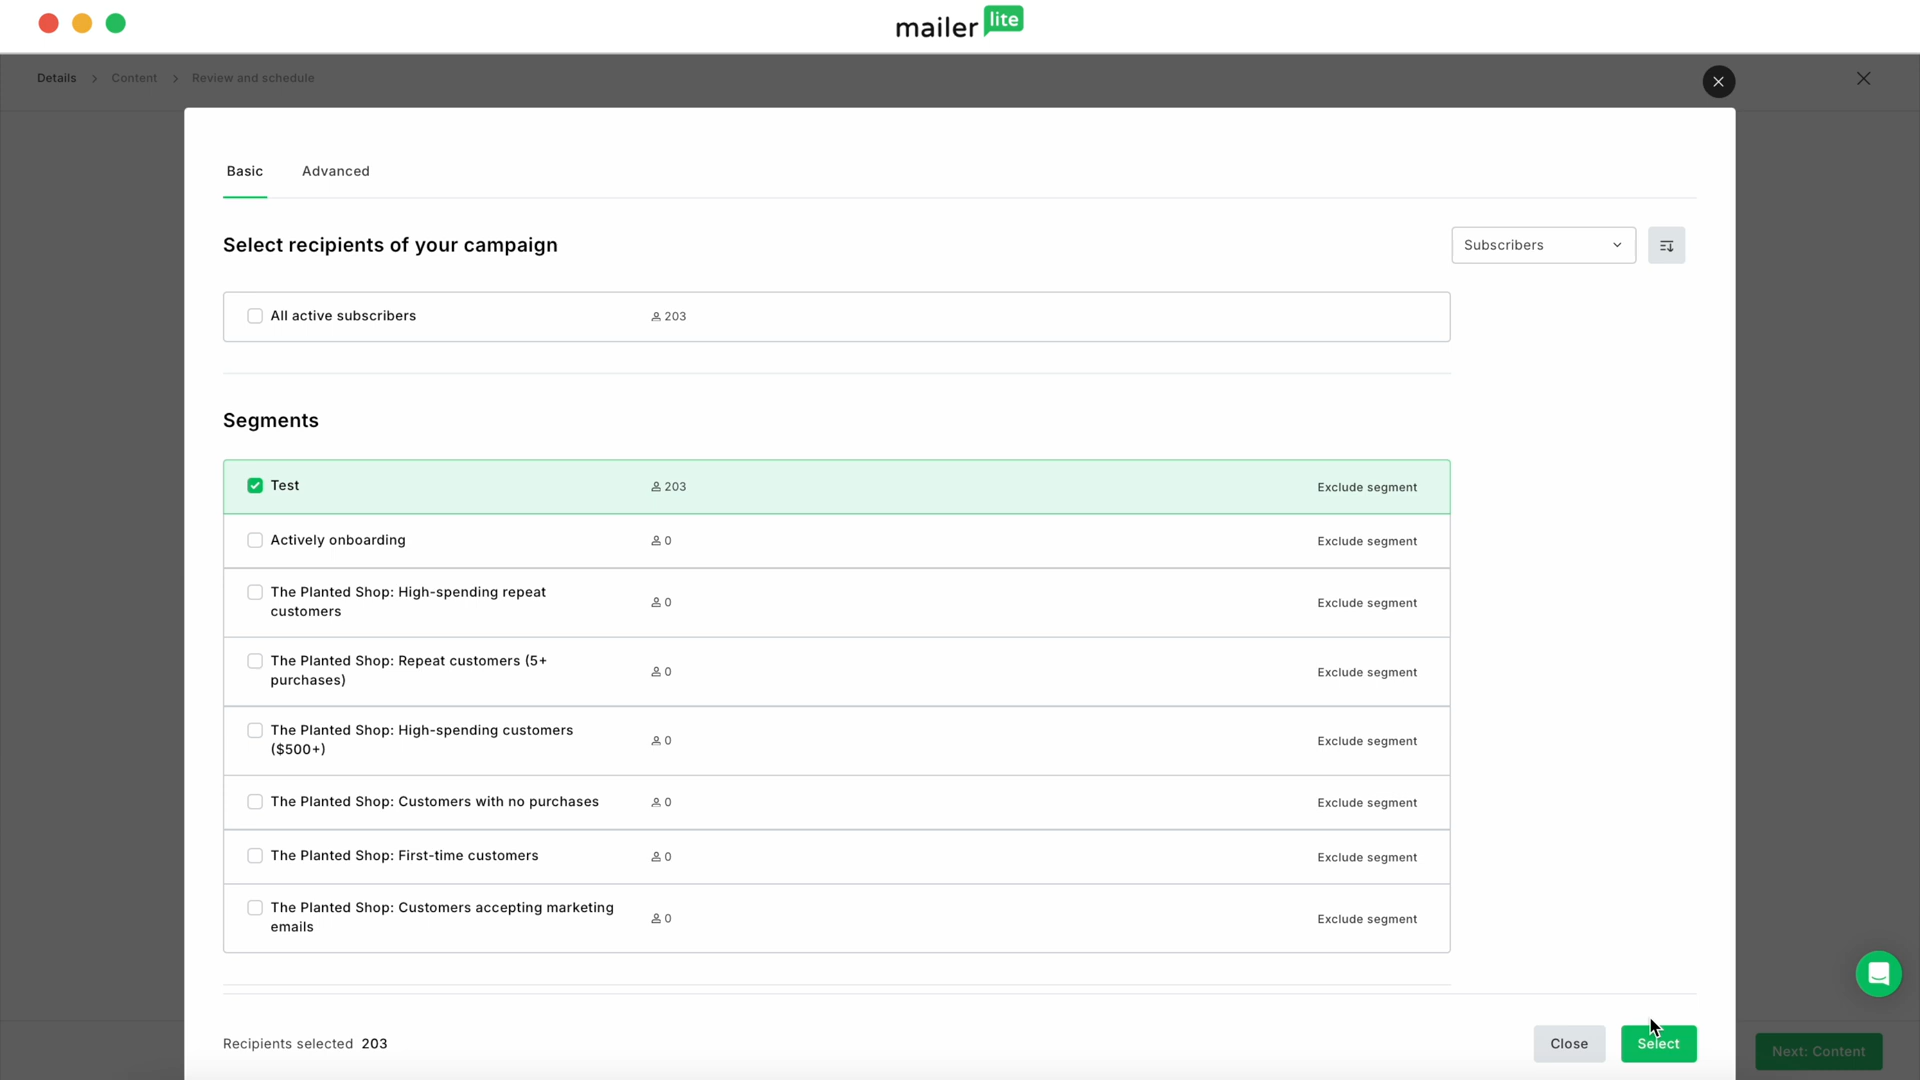 mailer lite
Details > Content > Review and schedule
Basic Advanced
Select recipients of your campaign Subscribers
All active subscribers 203
Segments
Test 203 Exclude segment
Actively onboarding 0 Exclude segment
The Planted Shop: High-spending repeat
customers 0 Exclude segment
The Planted Shop: Repeat customers (5+
purchases) 0 Exclude segment
The Planted Shop: High-spending customers
($500+) 0 Exclude segment
The Planted Shop: Customers with no purchases 0 Exclude segment
The Planted Shop: First-time customers 0 Exclude segment
The Planted Shop: Customers accepting marketing
emails 0 Exclude segment
Recipients selected 203 Close Select Next: Content